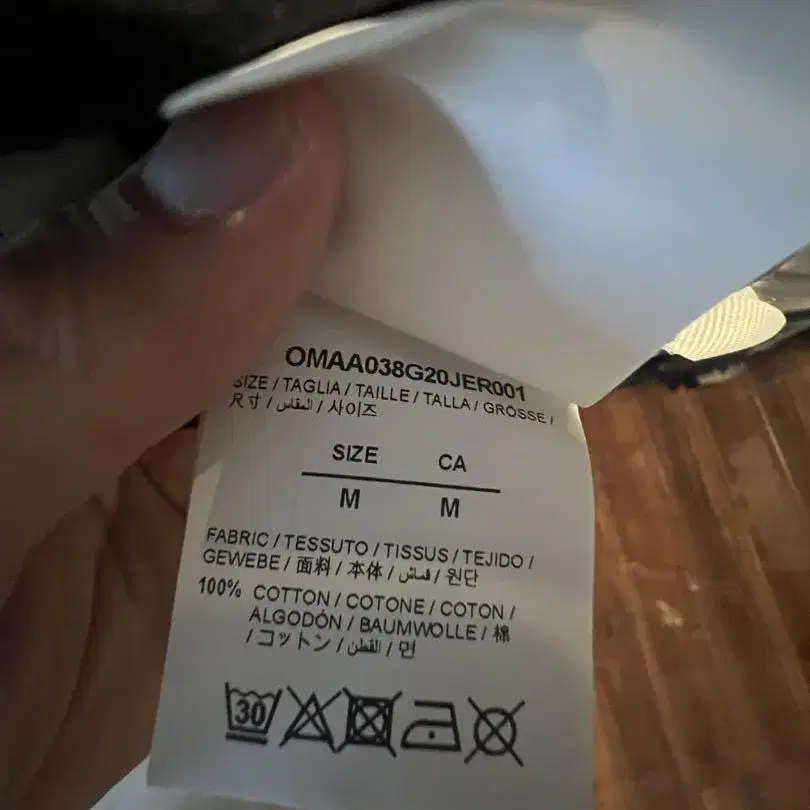 OMAA038G20JER001
SIZE / TAGLIA / TAILLE / TALLA / GRÖSSE /
尺寸 / المقاس / 사이즈
SIZE CA
M M
FABRIC / TESSUTO / TISSUS / TEJIDO /
GEWEBE / 面料 / 本体 / قماش / 원단
100% COTTON / COTONE / COTON /
ALGODÓN / BAUMWOLLE / 棉
/ コットン / القطن / 면
30